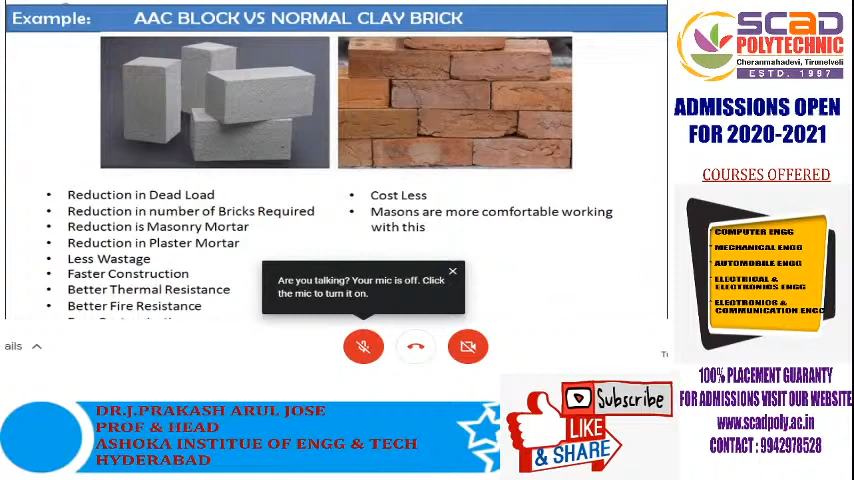 Example: AAC BLOCK VS NORMAL CLAY BRICK
• Reduction in Dead Load
• Reduction in number of Bricks Required
• Reduction is Masonry Mortar
• Reduction in Plaster Mortar
• Less Wastage
• Faster Construction
• Better Thermal Resistance
• Better Fire Resistance
• Cost Less
• Masons are more comfortable working
with this
Are you talking? Your mic is off. Click
the mic to turn it on.
ails
DR.J.PRAKASH ARUL JOSE
PROF & HEAD
ASHOKA INSTITUE OF ENGG & TECH
HYDERABAD
Subscribe
LIKE
& SHARE
SCAD
POLYTECHNIC
Cheranmahadevi, Tirunelveli
ESTD. 1997
ADMISSIONS OPEN
FOR 2020-2021
COURSES OFFERED
COMPUTER ENGG
MECHANICAL ENGG
AUTOMOBILE ENGG
ELECTRICAL &
ELECTRONICS ENGG
ELECTRONICS &
COMMUNICATION ENGG
100% PLACEMENT GUARANTY
FOR ADMISSIONS VISIT OUR WEBSITE
www.scadpoly.ac.in
CONTACT : 9942978528